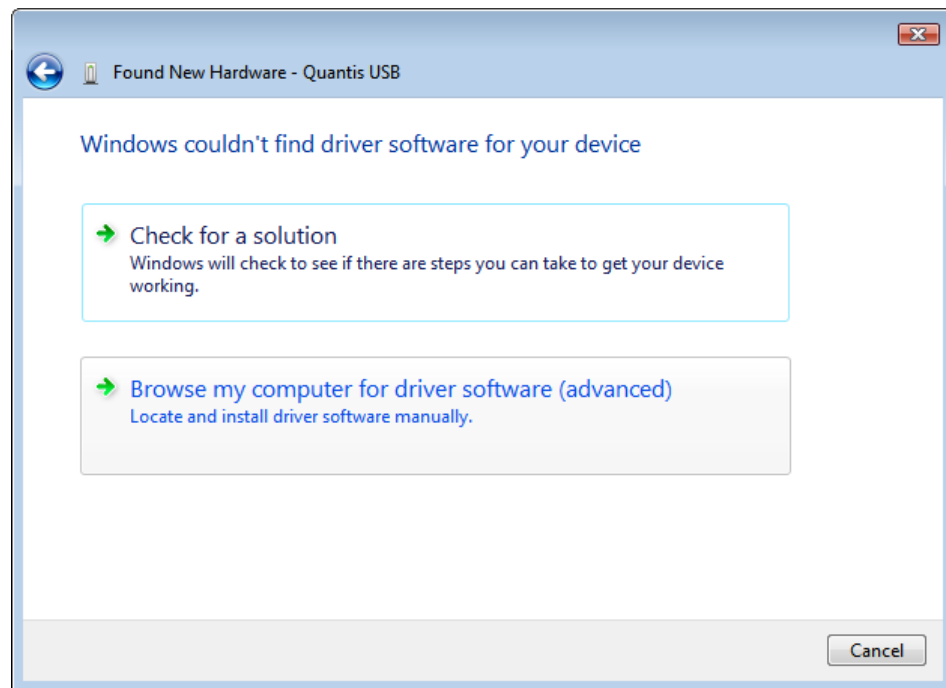 Found New Hardware - Quantis USB
Windows couldn't find driver software for your device
Check for a solution
Windows will check to see if there are steps you can take to get your device
working.
Browse my computer for driver software (advanced)
Locate and install driver software manually.
Cancel